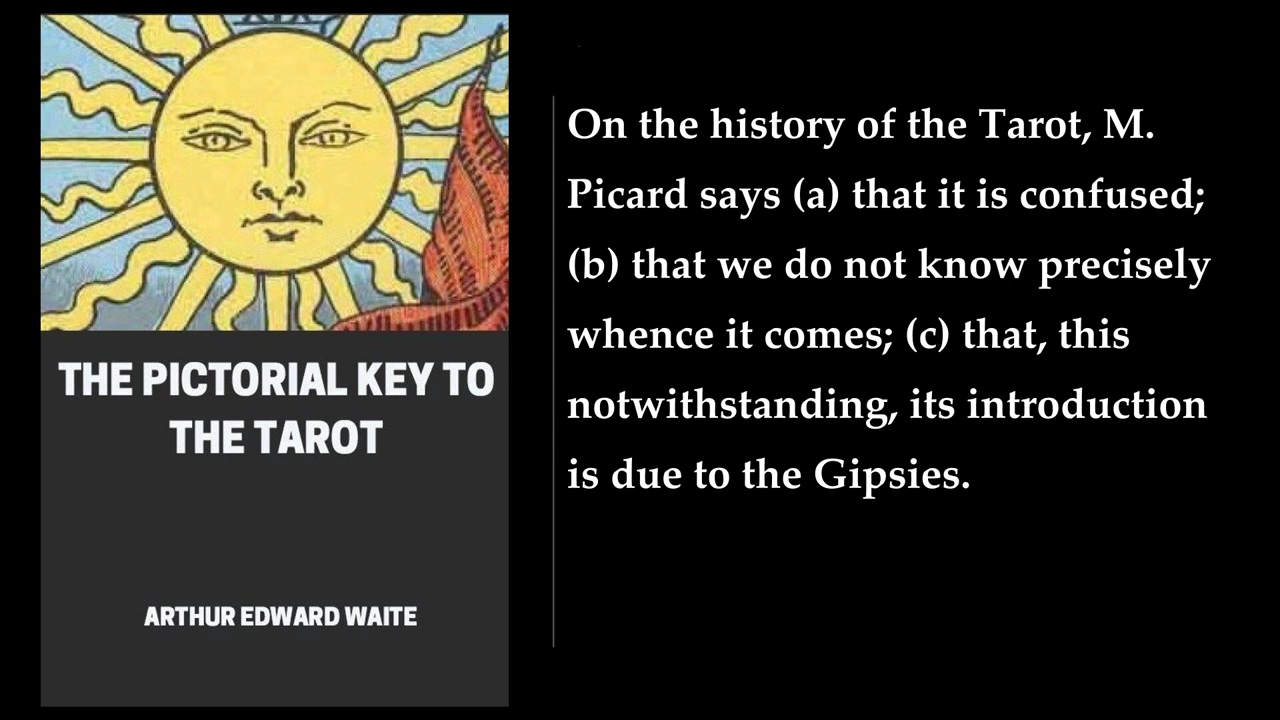 XIX
THE PICTORIAL KEY TO
THE TAROT
ARTHUR EDWARD WAITE
On the history of the Tarot, M.
Picard says (a) that it is confused;
(b) that we do not know precisely
whence it comes; (c) that, this
notwithstanding, its introduction
is due to the Gipsies.